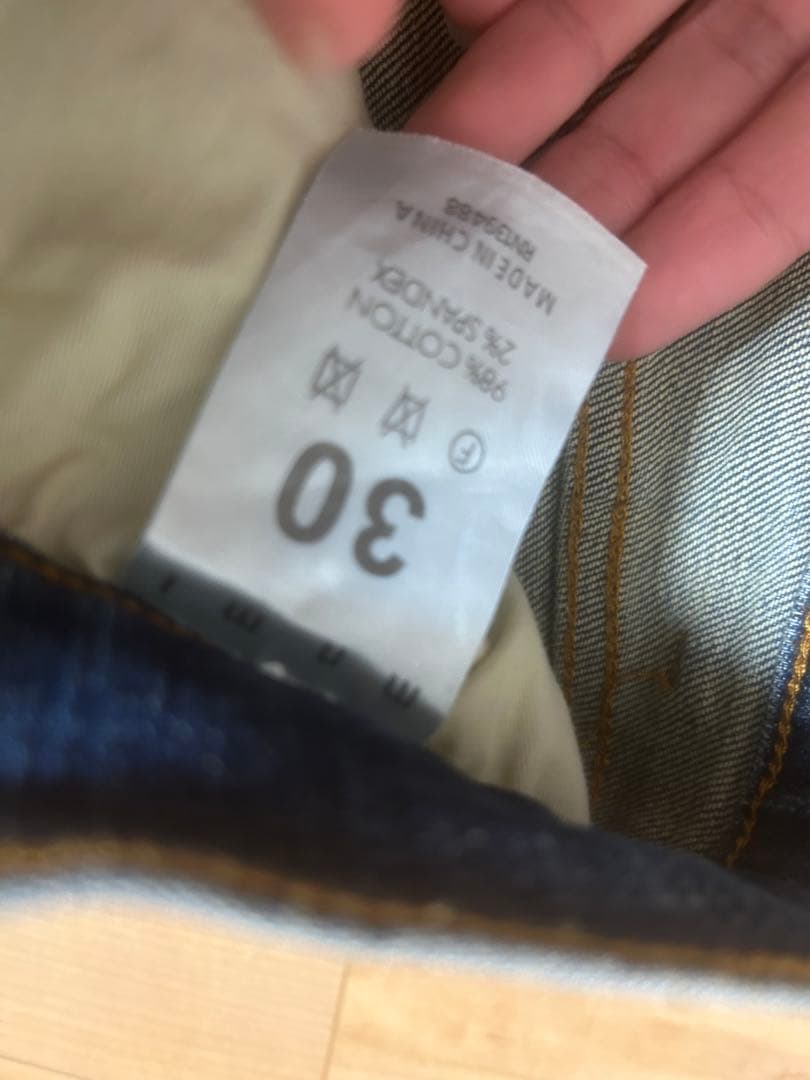 30
F
98% COTTON
2% SPANDEX
MADE IN CHINA